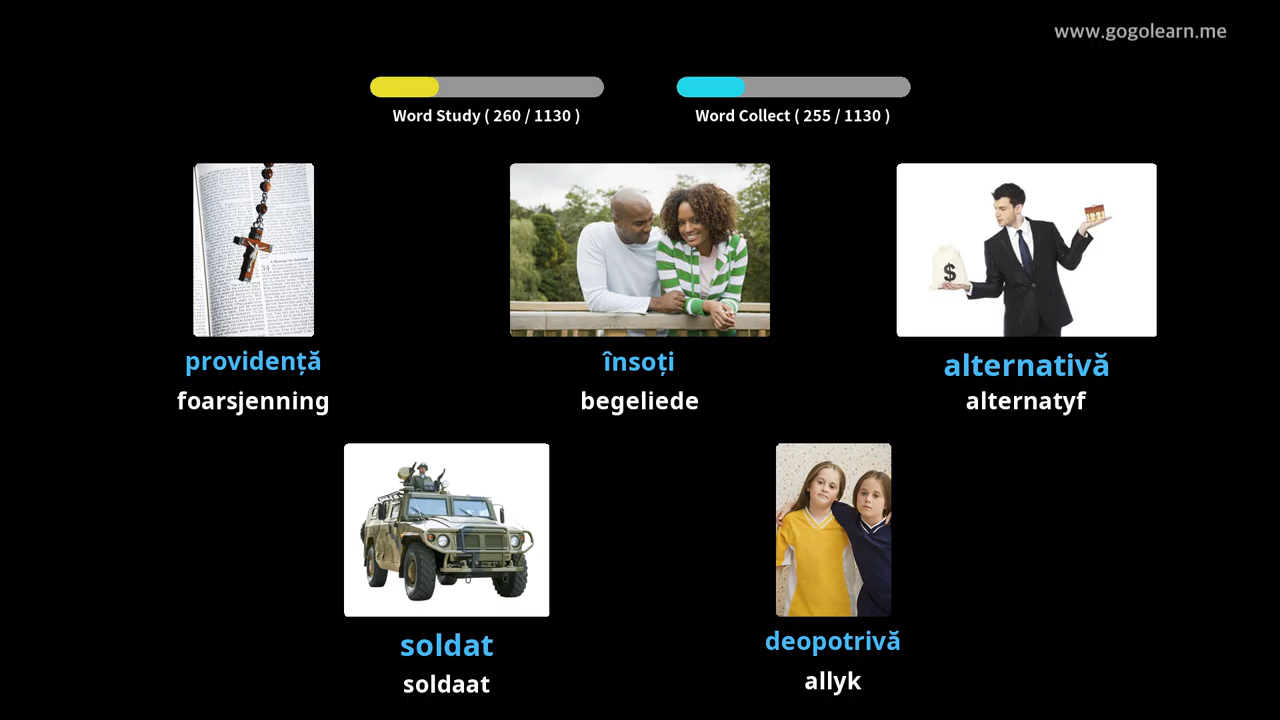 www.gogolearn.me
Word Study ( 260 / 1130 )
Word Collect ( 255 / 1130 )
providență
însoți
alternativă
foarsjenning
begeliede
alternatyf
soldat
deopotrivă
soldaat
allyk